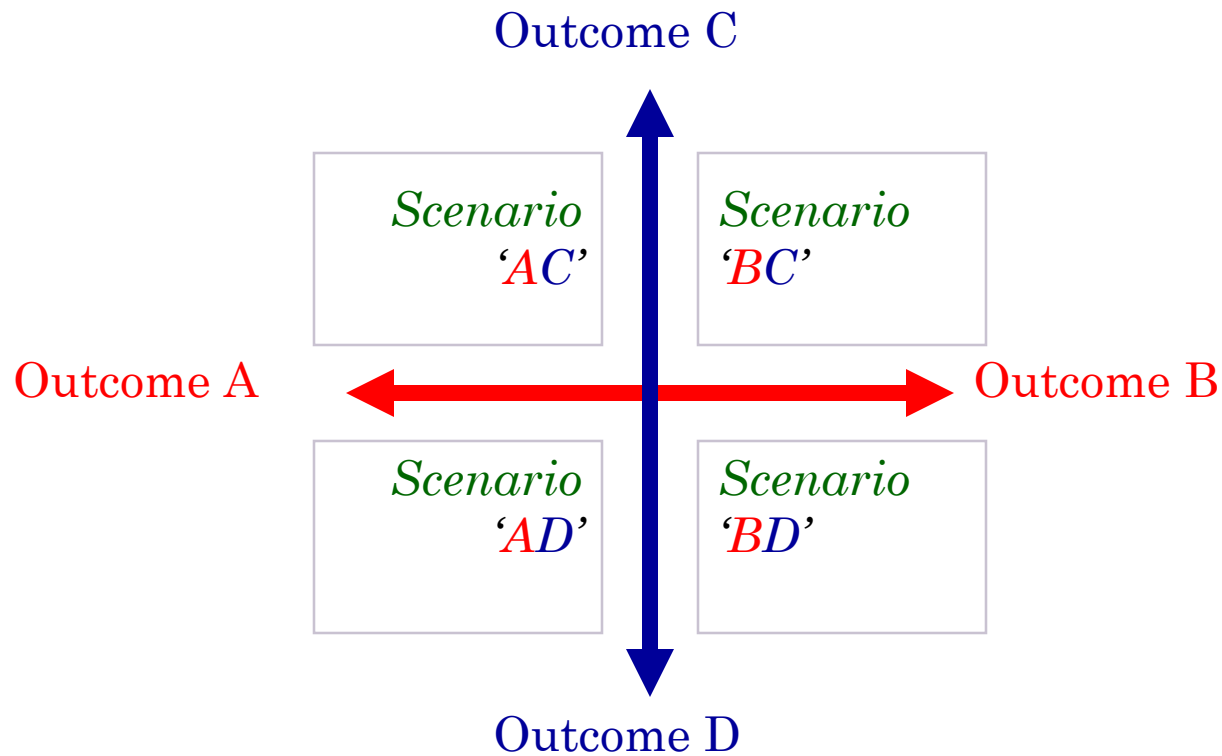 Outcome C
Scenario
‘AC’
Scenario
‘BC’
Outcome A
Outcome B
Scenario
‘AD’
Scenario
‘BD’
Outcome D